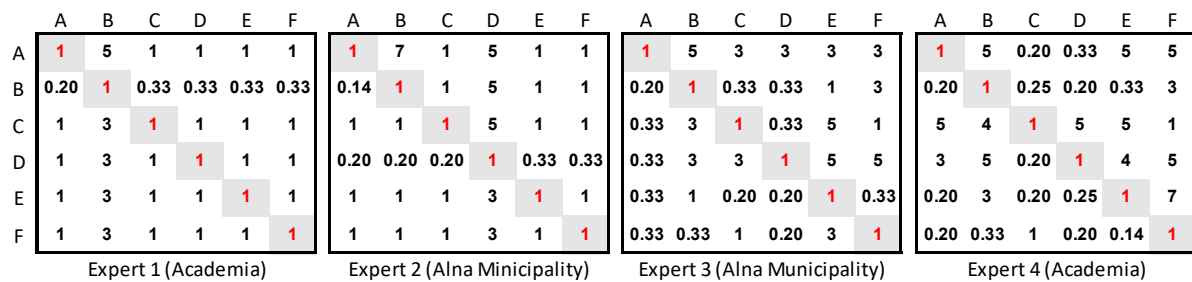 A B C D E F A B C D E F A B C D E F A B C D E F
A 1 5 1 1 1 1 1 7 1 5 1 1 1 5 3 3 3 3 1 5 0.20 0.33 5 5
B 0.20 1 0.33 0.33 0.33 0.33 0.14 1 1 5 1 1 0.20 1 0.33 0.33 1 3 0.20 1 0.25 0.20 0.33 3
C 1 3 1 1 1 1 1 1 1 5 1 1 0.33 3 1 0.33 5 1 5 4 1 5 5 1
D 1 3 1 1 1 1 0.20 0.20 0.20 1 0.33 0.33 0.33 3 3 1 5 5 3 5 0.20 1 4 5
E 1 3 1 1 1 1 1 1 1 3 1 1 0.33 1 0.20 0.20 1 0.33 0.20 3 0.20 0.25 1 7
F 1 3 1 1 1 1 1 1 1 3 1 1 0.33 0.33 1 0.20 3 1 0.20 0.33 1 0.20 0.14 1
Expert 1 (Academia) Expert 2 (Alna Minicipality) Expert 3 (Alna Municipality) Expert 4 (Academia)